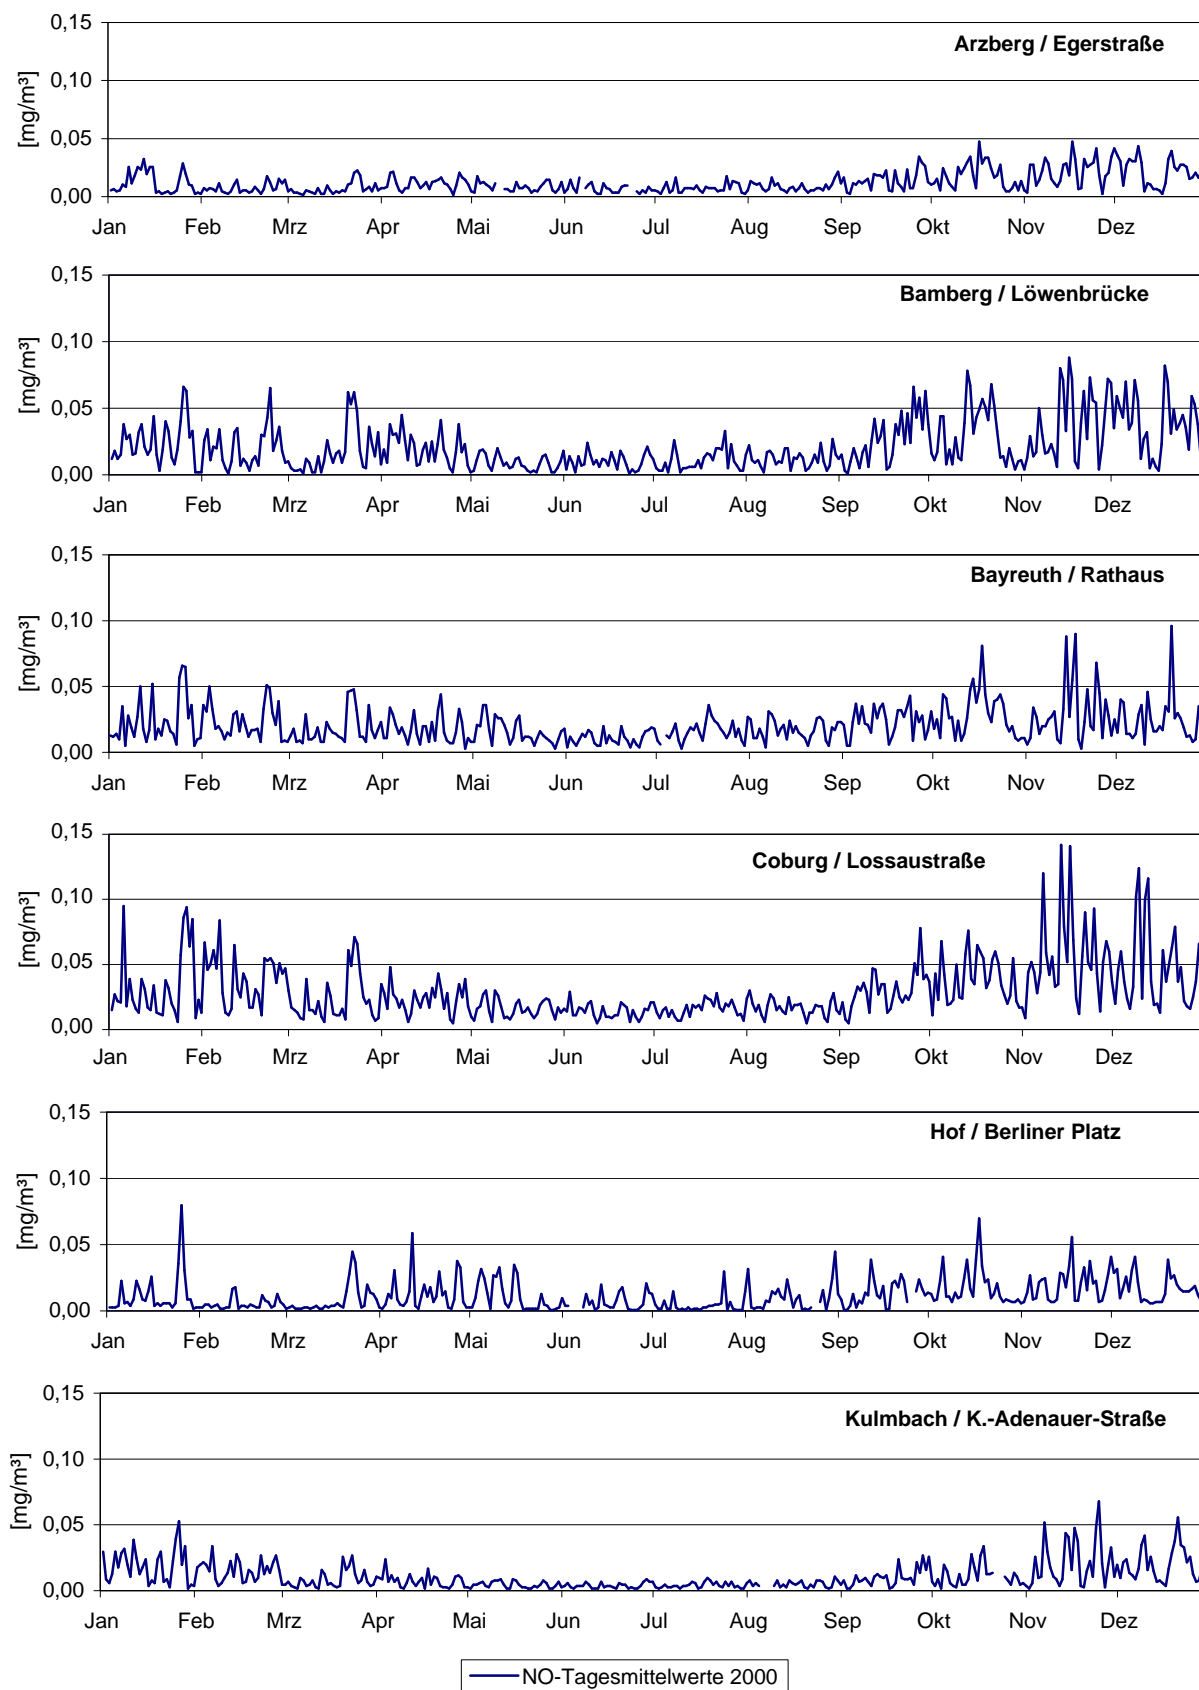 Arzberg / Egerstraße
[mg/m³]
0,15
0,10
0,05
0,00
Jan Feb Mrz Apr Mai Jun Jul Aug Sep Okt Nov Dez
Bamberg / Löwenbrücke
[mg/m³]
0,15
0,10
0,05
0,00
Jan Feb Mrz Apr Mai Jun Jul Aug Sep Okt Nov Dez
Bayreuth / Rathaus
[mg/m³]
0,15
0,10
0,05
0,00
Jan Feb Mrz Apr Mai Jun Jul Aug Sep Okt Nov Dez
Coburg / Lossaustraße
[mg/m³]
0,15
0,10
0,05
0,00
Jan Feb Mrz Apr Mai Jun Jul Aug Sep Okt Nov Dez
Hof / Berliner Platz
[mg/m³]
0,15
0,10
0,05
0,00
Jan Feb Mrz Apr Mai Jun Jul Aug Sep Okt Nov Dez
Kulmbach / K.-Adenauer-Straße
[mg/m³]
0,15
0,10
0,05
0,00
Jan Feb Mrz Apr Mai Jun Jul Aug Sep Okt Nov Dez
NO-Tagesmittelwerte 2000